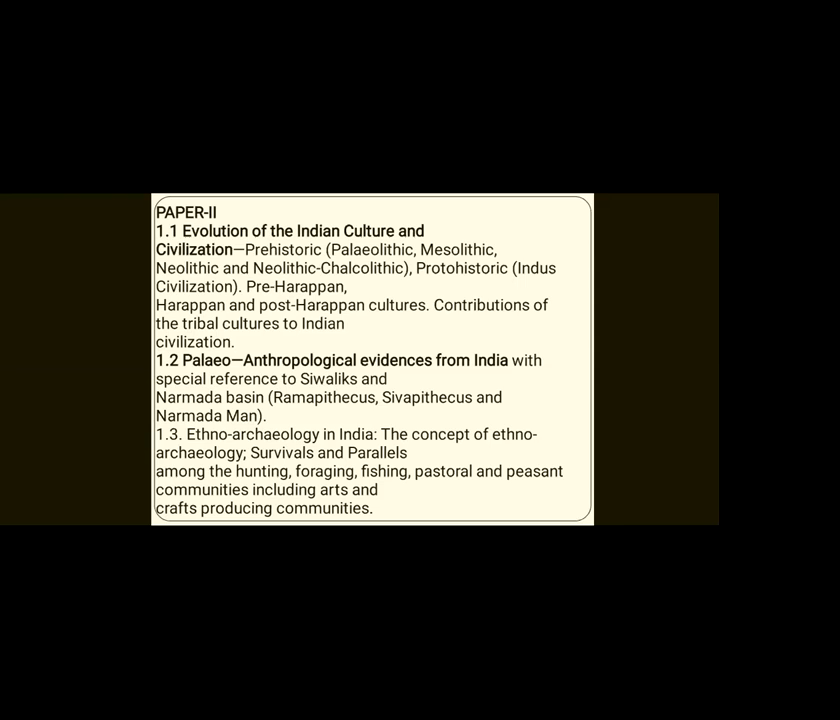 PAPER-II
1.1 Evolution of the Indian Culture and
Civilization—Prehistoric (Palaeolithic, Mesolithic,
Neolithic and Neolithic-Chalcolithic), Protohistoric (Indus
Civilization). Pre-Harappan,
Harappan and post-Harappan cultures. Contributions of
the tribal cultures to Indian
civilization.
1.2 Palaeo—Anthropological evidences from India with
special reference to Siwaliks and
Narmada basin (Ramapithecus, Sivapithecus and
Narmada Man).
1.3. Ethno-archaeology in India: The concept of ethno-
archaeology; Survivals and Parallels
among the hunting, foraging, fishing, pastoral and peasant
communities including arts and
crafts producing communities.